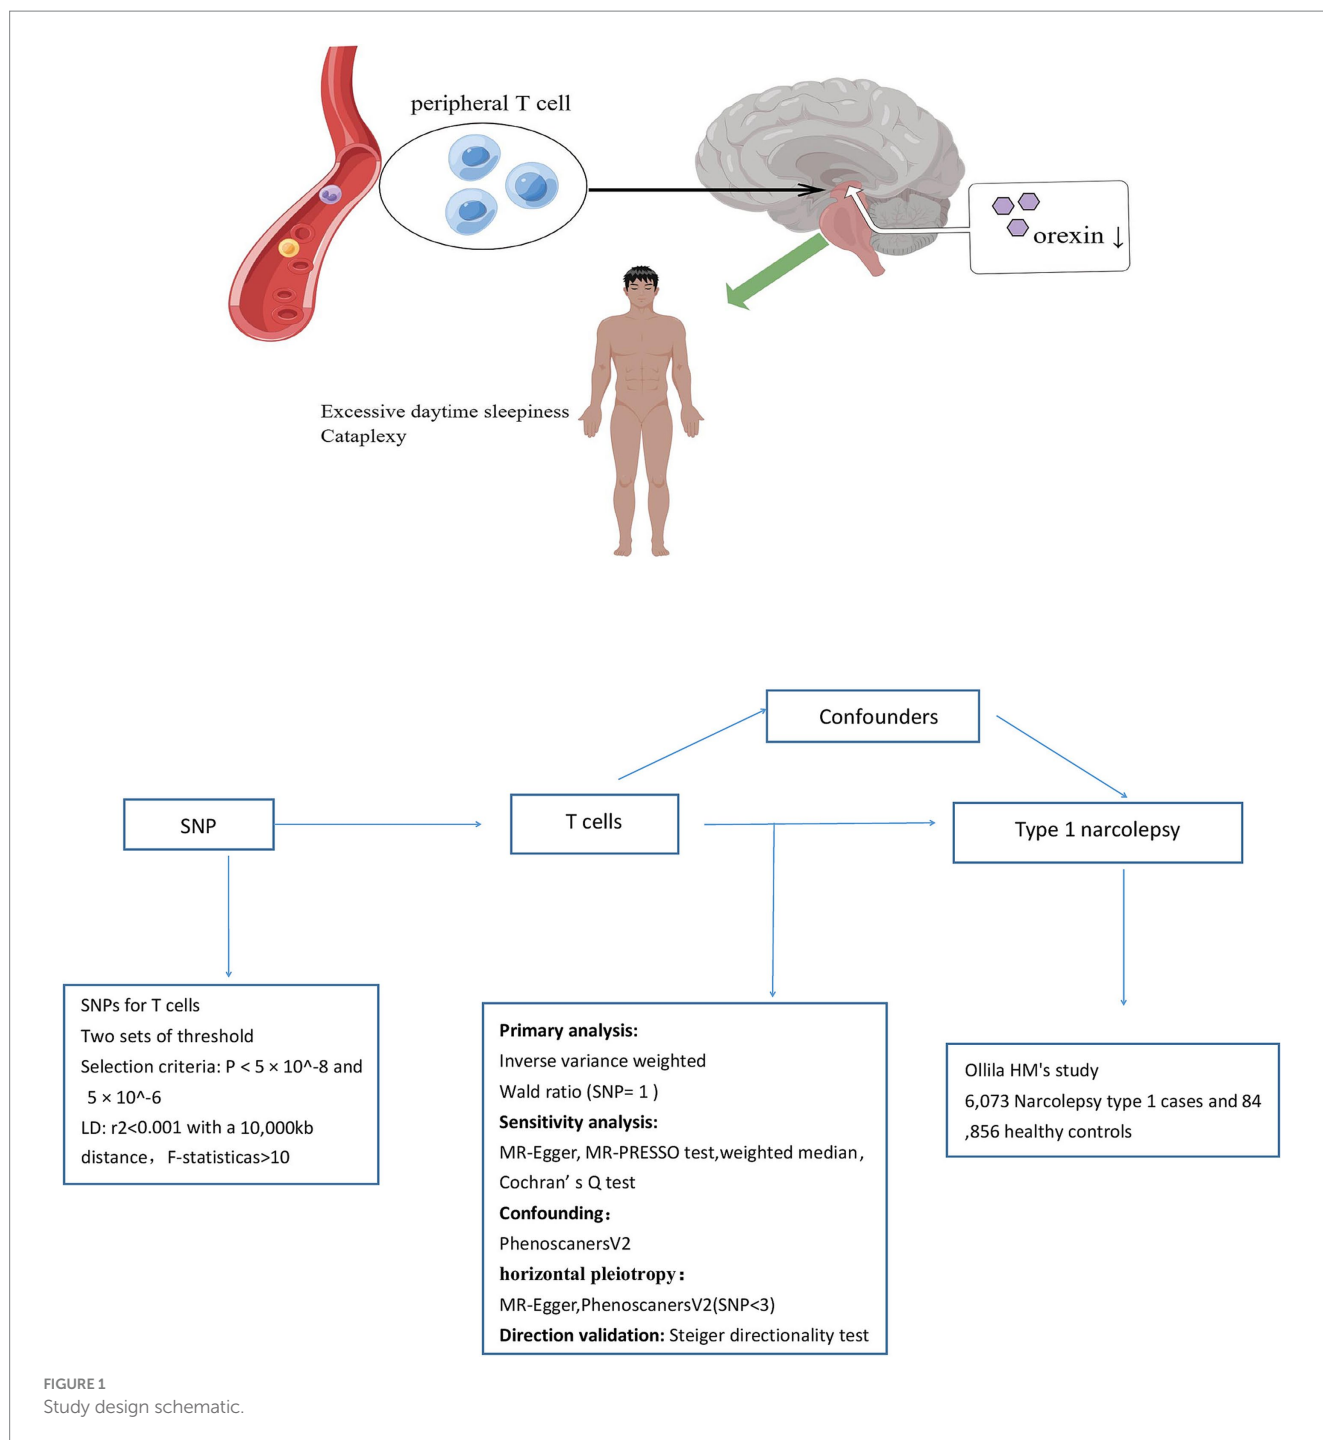 peripheral T cell
orexin ↓
Excessive daytime sleepiness
Cataplexy
Confounders
SNP
T cells
Type 1 narcolepsy
SNPs for T cells
Two sets of threshold
Selection criteria: P < 5 × 10^-8 and
5 × 10^-6
LD: r2<0.001 with a 10,000kb
distance，F-statisticas>10
Primary analysis:
Inverse variance weighted
Wald ratio (SNP= 1 )
Sensitivity analysis:
MR-Egger, MR-PRESSO test,weighted median,
Cochran’ s Q test
Confounding：
PhenoscanersV2
horizontal pleiotropy：
MR-Egger,PhenoscanersV2(SNP<3)
Direction validation: Steiger directionality test
Ollila HM's study
6,073 Narcolepsy type 1 cases and 84
,856 healthy controls
FIGURE 1
Study design schematic.